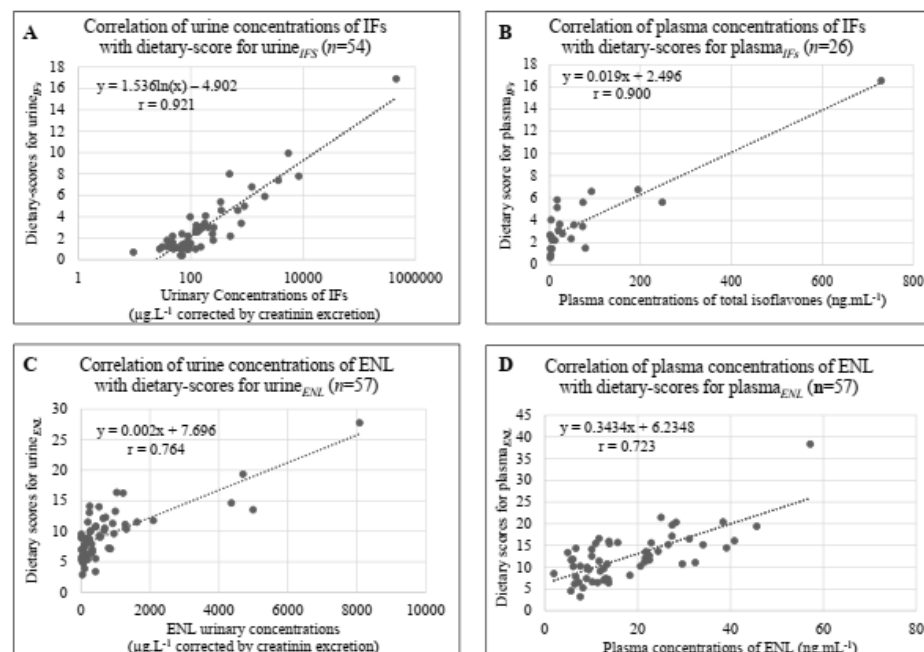 A
Correlation of urine concentrations of IFs
with dietary-score for urineIFS (n=54)
y = 1.536ln(x) – 4.902
r = 0.921
Dietary-scores for urineIFs
18
16
14
12
10
8
6
4
2
0
1 100 10000 1000000
Urinary Concentrations of IFs
(µg.L-1 corrected by creatinin excretion)
B
Correlation of plasma concentrations of IFs
with dietary-scores for plasmaIFs (n=26)
y = 0.019x + 2.496
r = 0.900
Dietary score for plasmaIFs
18
16
14
12
10
8
6
4
2
0
0 200 400 600 800
Plasma concentrations of total isoflavones (ng.mL-1)
C
Correlation of urine concentrations of ENL
with dietary-scores for urineENL (n=57)
y = 0.002x + 7.696
r = 0.764
Dietary scores for urineENL
30
25
20
15
10
5
0
0 2000 4000 6000 8000 10000
ENL urinary concentrations
(µg.L-1 corrected by creatinin excretion)
D
Correlation of plasma concentrations of ENL
with dietary-scores for plasmaENL (n=57)
y = 0.3434x + 6.2348
r = 0.723
Dietary scores for plasmaENL
45
40
35
30
25
20
15
10
5
0
0 20 40 60 80
Plasma concentrations of ENL (ng.mL-1)